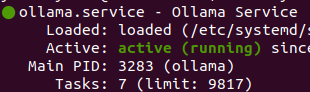 ollama.service - Ollama Service
Loaded: loaded (/etc/systemd/
Active: active (running) since
Main PID: 3283 (ollama)
Tasks: 7 (limit: 9817)